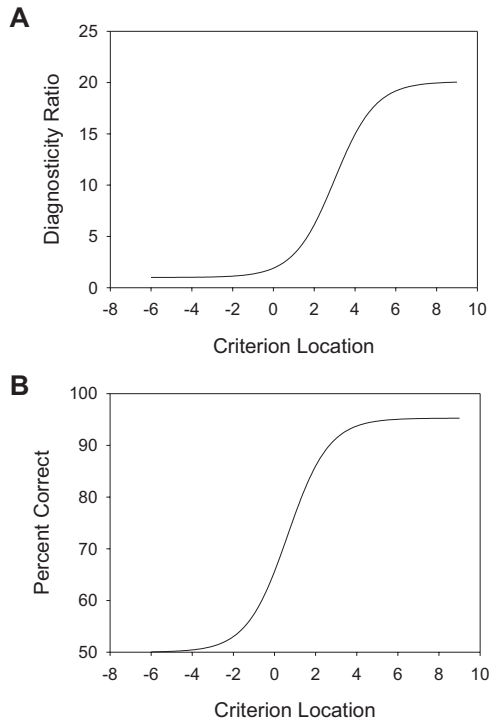 A
25
20
15
10
5
0
Diagnosticity Ratio
-8 -6 -4 -2 0 2 4 6 8 10
Criterion Location
B
100
90
80
70
60
50
Percent Correct
-8 -6 -4 -2 0 2 4 6 8 10
Criterion Location